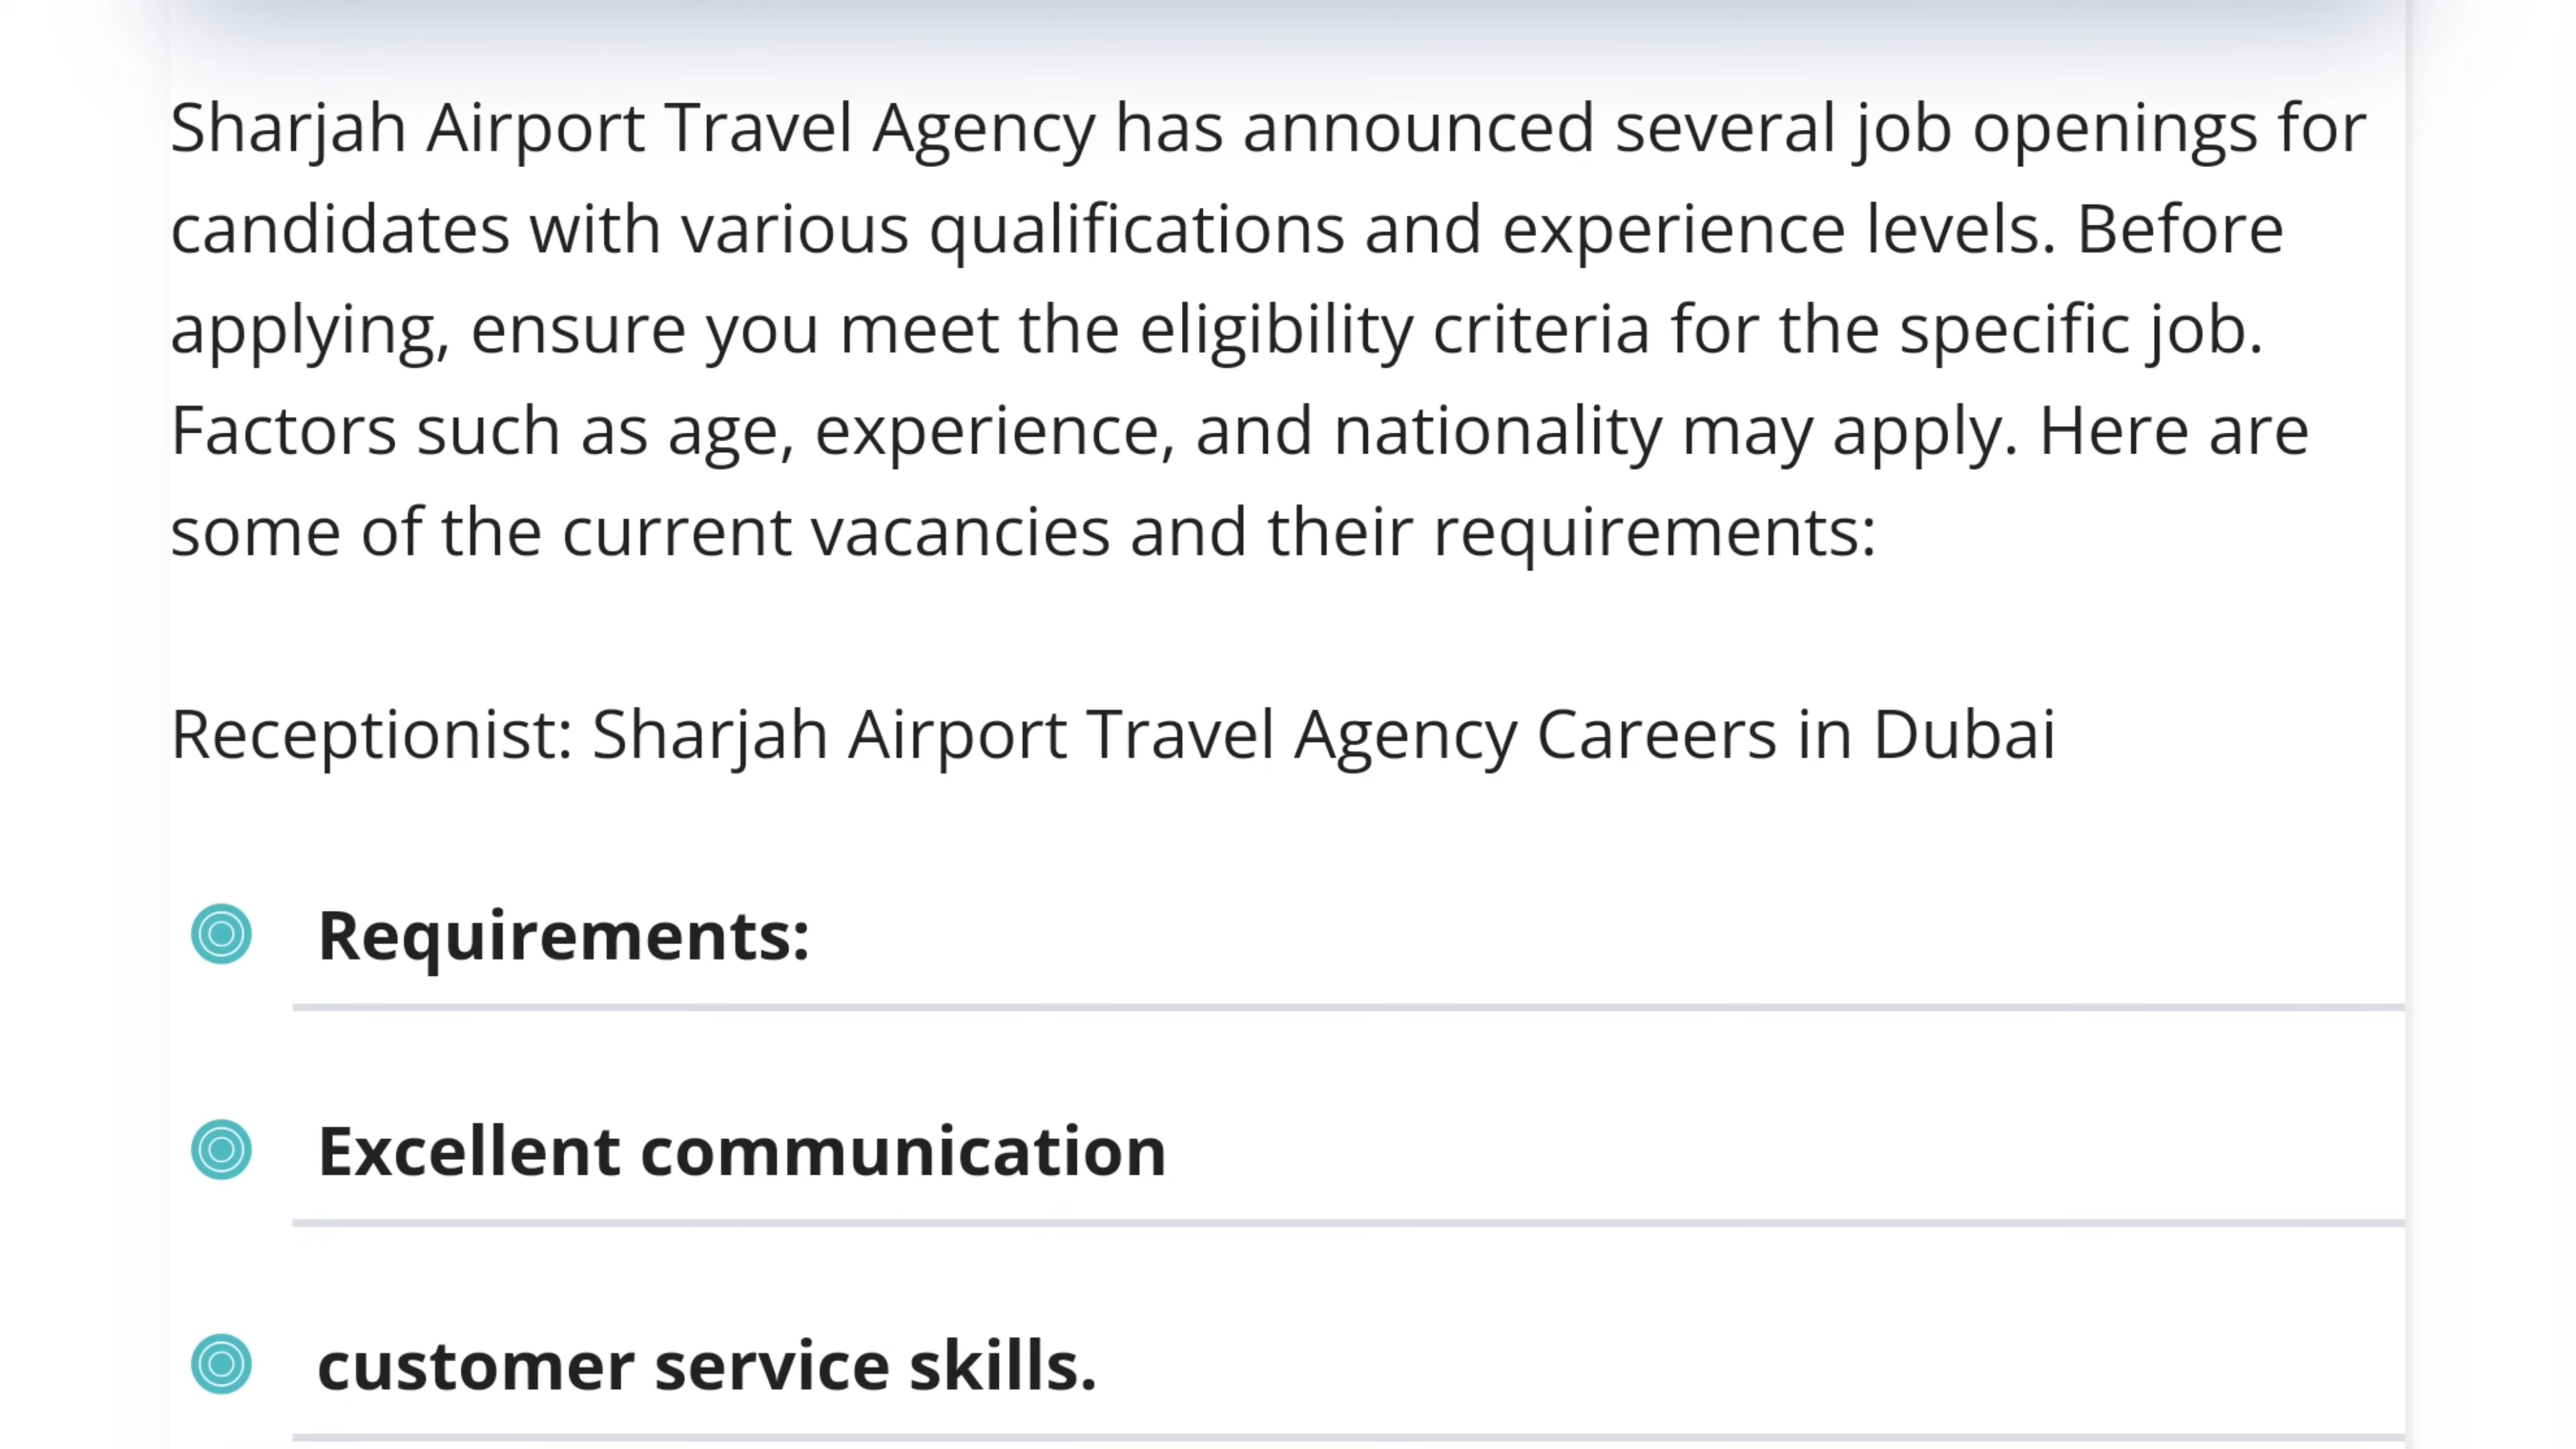 Sharjah Airport Travel Agency has announced several job openings for
candidates with various qualifications and experience levels. Before
applying, ensure you meet the eligibility criteria for the specific job.
Factors such as age, experience, and nationality may apply. Here are
some of the current vacancies and their requirements:
Receptionist: Sharjah Airport Travel Agency Careers in Dubai
Requirements:
Excellent communication
customer service skills.